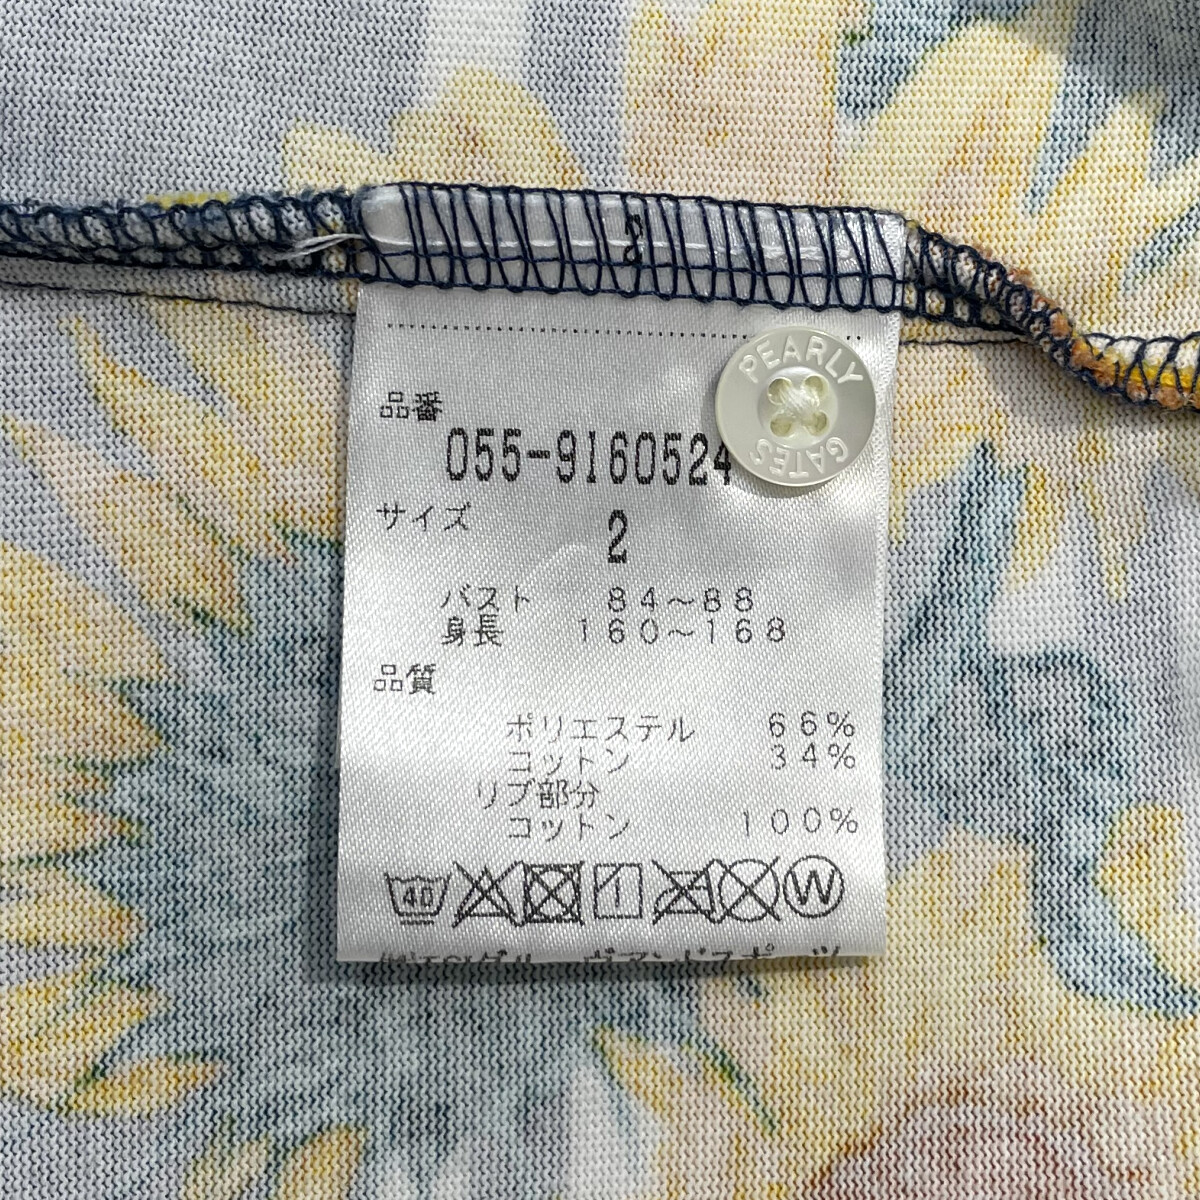 2
PEARLY
GATES
品番
055-9160524
サイズ
2
バスト 84~88
身長 160~168
品質
ポリエステル 66%
コットン 34%
リブ部分
コットン 100%
40
W